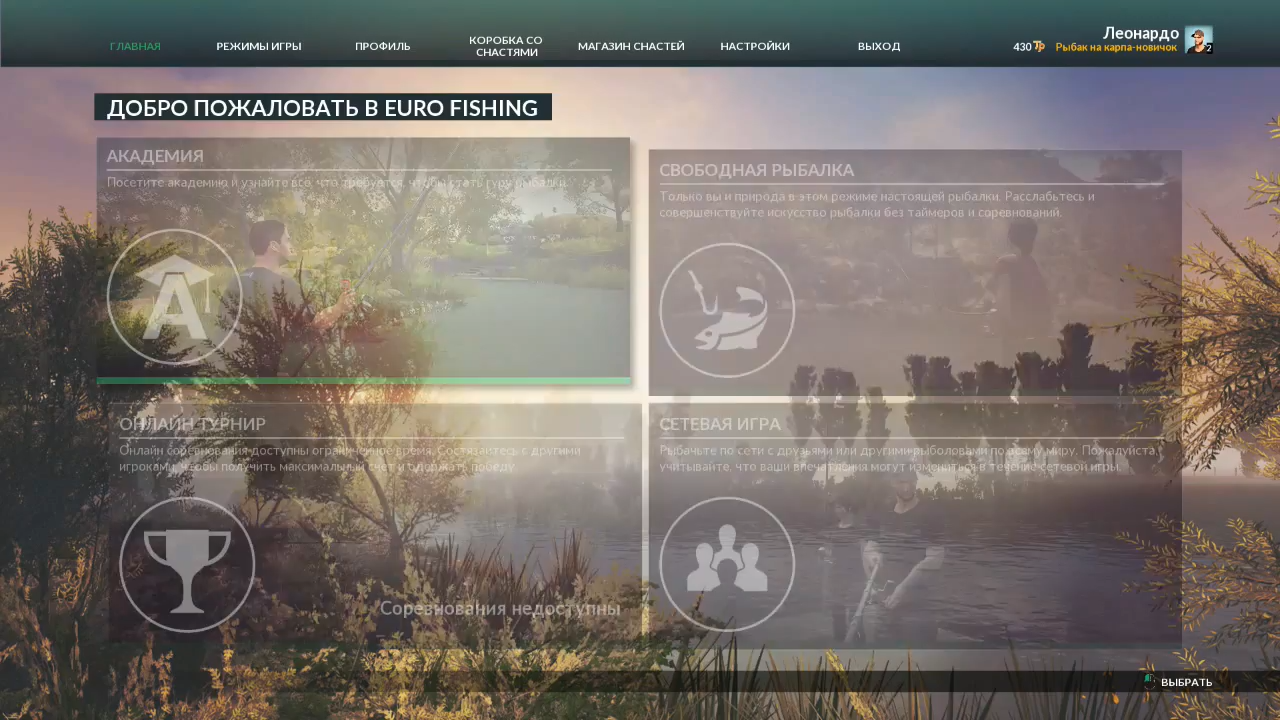 ГЛАВНАЯ
РЕЖИМЫ ИГРЫ
ПРОФИЛЬ
КОРОБКА СО
СНАСТЯМИ
МАГАЗИН СНАСТЕЙ
НАСТРОЙКИ
ВЫХОД
430 TP
Леонардо
Рыбак на карпа-новичок
2
ДОБРО ПОЖАЛОВАТЬ В EURO FISHING
АКАДЕМИЯ
Посетите академию и узнайте все, что требуется, чтобы стать гуру рыбалки.
A
СВОБОДНАЯ РЫБАЛКА
Только вы и природа в этом режиме настоящей рыбалки. Расслабьтесь и
совершенствуйте искусство рыбалки без таймеров и соревнований.
ОНЛАЙН ТУРНИР
Онлайн соревнования доступны ограниченное время. Состязайтесь с другими
игроками, чтобы получить максимальный счет и одержать победу.
Соревнования недоступны
СЕТЕВАЯ ИГРА
Рыбачьте по сети с друзьями или другими рыболовами по всему миру. Пожалуйста,
учитывайте, что ваши впечатления могут измениться в течение сетевой игры.
ВЫБРАТЬ